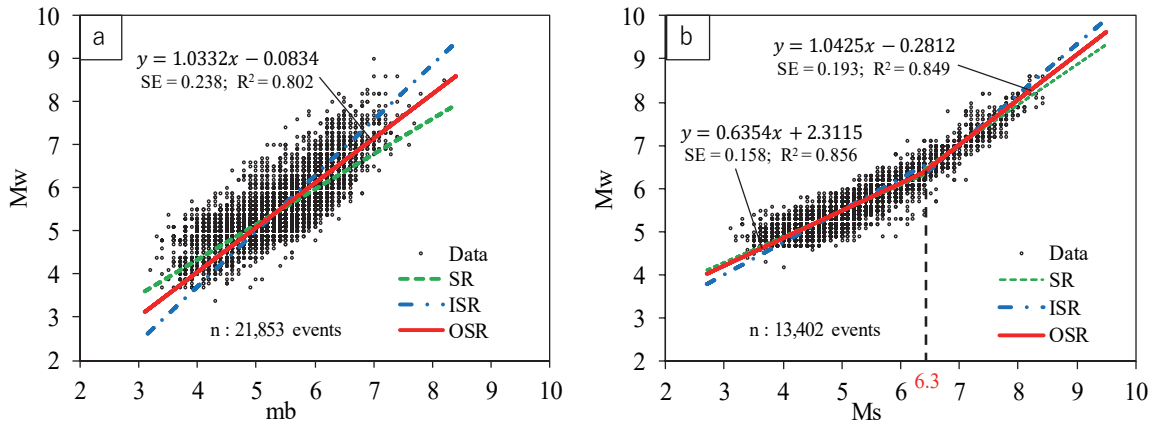 a
y = 1.0332x − 0.0834
SE = 0.238; R² = 0.802
Mw
10
9
8
7
6
5
4
3
2
Data
SR
ISR
OSR
n : 21,853 events
2 3 4 5 6 7 8 9 10
mb
b
y = 1.0425x − 0.2812
SE = 0.193; R² = 0.849
y = 0.6354x + 2.3115
SE = 0.158; R² = 0.856
Mw
10
9
8
7
6
5
4
3
2
Data
SR
ISR
OSR
n : 13,402 events
2 3 4 5 6 6.3 7 8 9 10
Ms